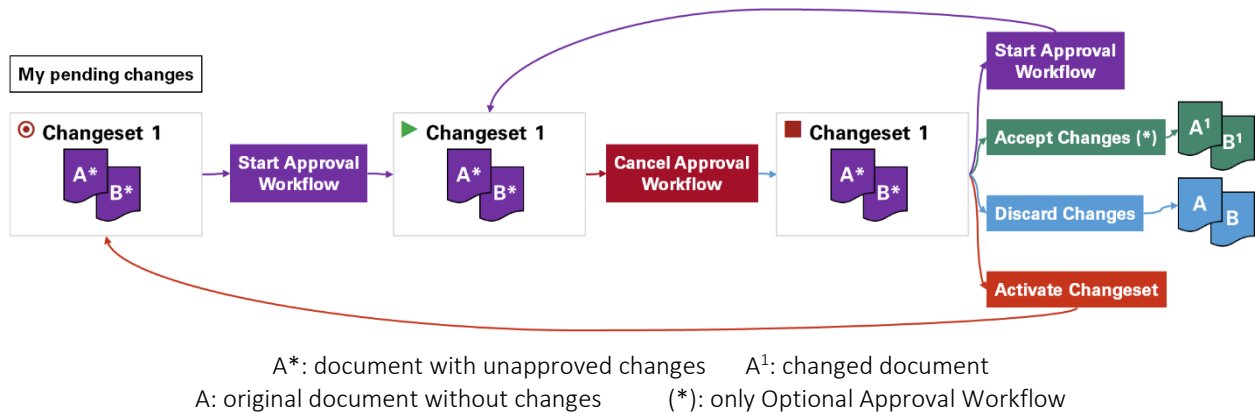 Start Approval
Workflow
My pending changes
Changeset 1
A*
B*
Start Approval
Workflow
Changeset 1
A*
B*
Cancel Approval
Workflow
Changeset 1
A*
B*
Accept Changes (*)
A¹
B¹
Discard Changes
A
B
Activate Changeset
A*: document with unapproved changes A¹: changed document
A: original document without changes (*): only Optional Approval Workflow